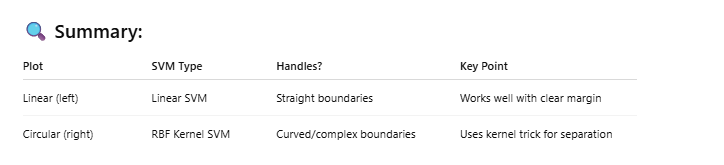 🔍 Summary:
Plot SVM Type Handles? Key Point
Linear (left) Linear SVM Straight boundaries Works well with clear margin
Circular (right) RBF Kernel SVM Curved/complex boundaries Uses kernel trick for separation